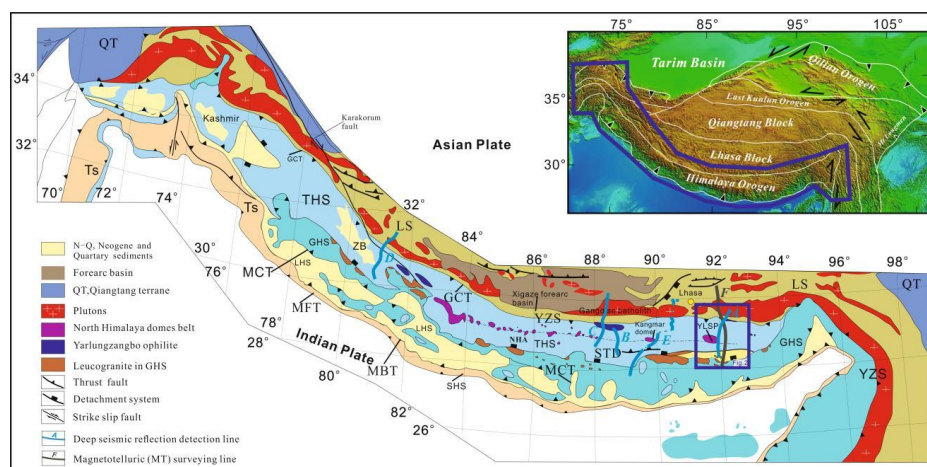 75°
85°
95°
105°
35°
30°
Tarim Basin
Qilian Orogen
East Kunlun Orogen
Qiangtang Block
Lhasa Block
Himalaya Orogen
QT
34°
32°
Kashmir
Karakorum
fault
GCT
Asian Plate
Ts
70°
72°
74°
Ts
THS
32°
LS
84°
30°
76°
GHS
LHS
ZB
D
MCT
MFT
78°
GCT
86°
88°
90°
92°
94°
96°
98°
LS
QT
Lhasa
F
A
Xigaze forearc
basin
Gangdese batholith
YZS
Kangmar
dome
YLSP
GHS
NHA
THS
C
B
E
STD
LHS
Indian Plate
MBT
80°
SHS
MCT
YZS
82°
26°
N-Q, Neogene and
Quartary sediments
Forearc basin
QT,Qiangtang terrane
Plutons
North Himalaya domes belt
Yarlungzangbo ophilite
Leucogranite in GHS
Thrust fault
Detachment system
Strike slip fault
A
Deep seismic reflection detection line
F
Magnetotelluric (MT) surveying line